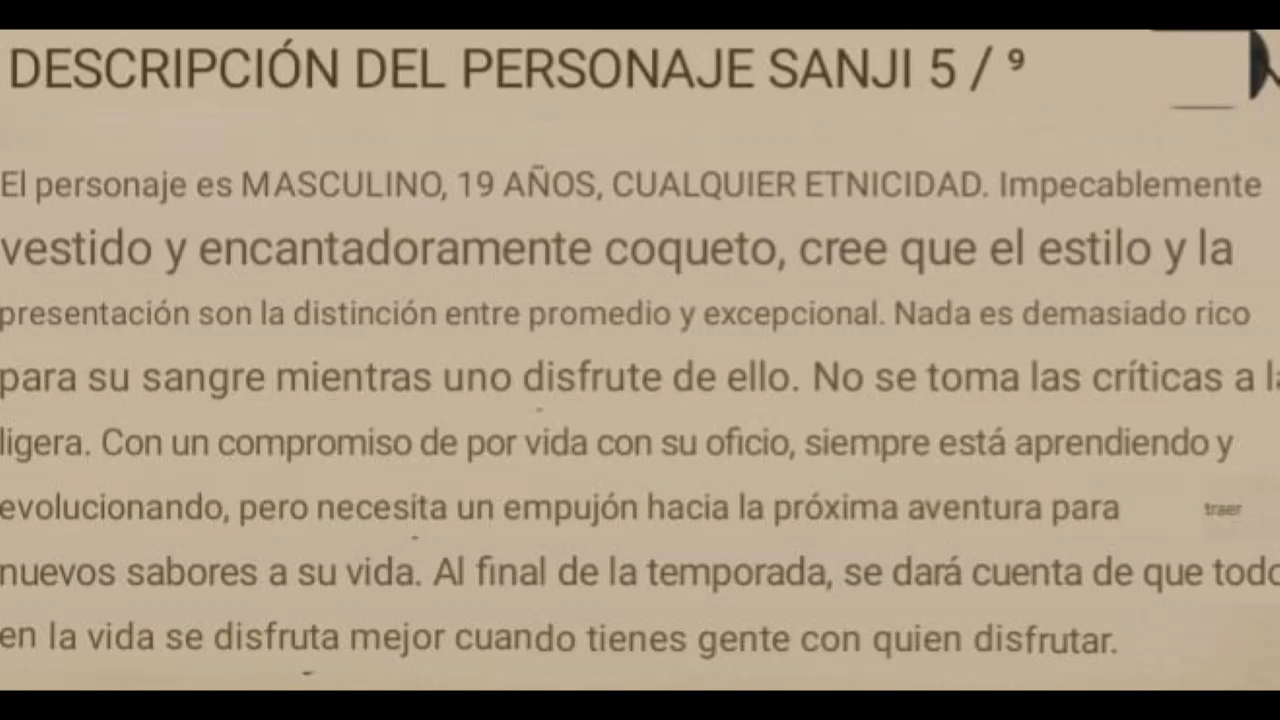 DESCRIPCIÓN DEL PERSONAJE SANJI 5 / ⁹
El personaje es MASCULINO, 19 AÑOS, CUALQUIER ETNICIDAD. Impecablemente
vestido y encantadoramente coqueto, cree que el estilo y la
presentación son la distinción entre promedio y excepcional. Nada es demasiado rico
para su sangre mientras uno disfrute de ello. No se toma las críticas a la
ligera. Con un compromiso de por vida con su oficio, siempre está aprendiendo y
evolucionando, pero necesita un empujón hacia la próxima aventura para traer
nuevos sabores a su vida. Al final de la temporada, se dará cuenta de que todo
en la vida se disfruta mejor cuando tienes gente con quien disfrutar.